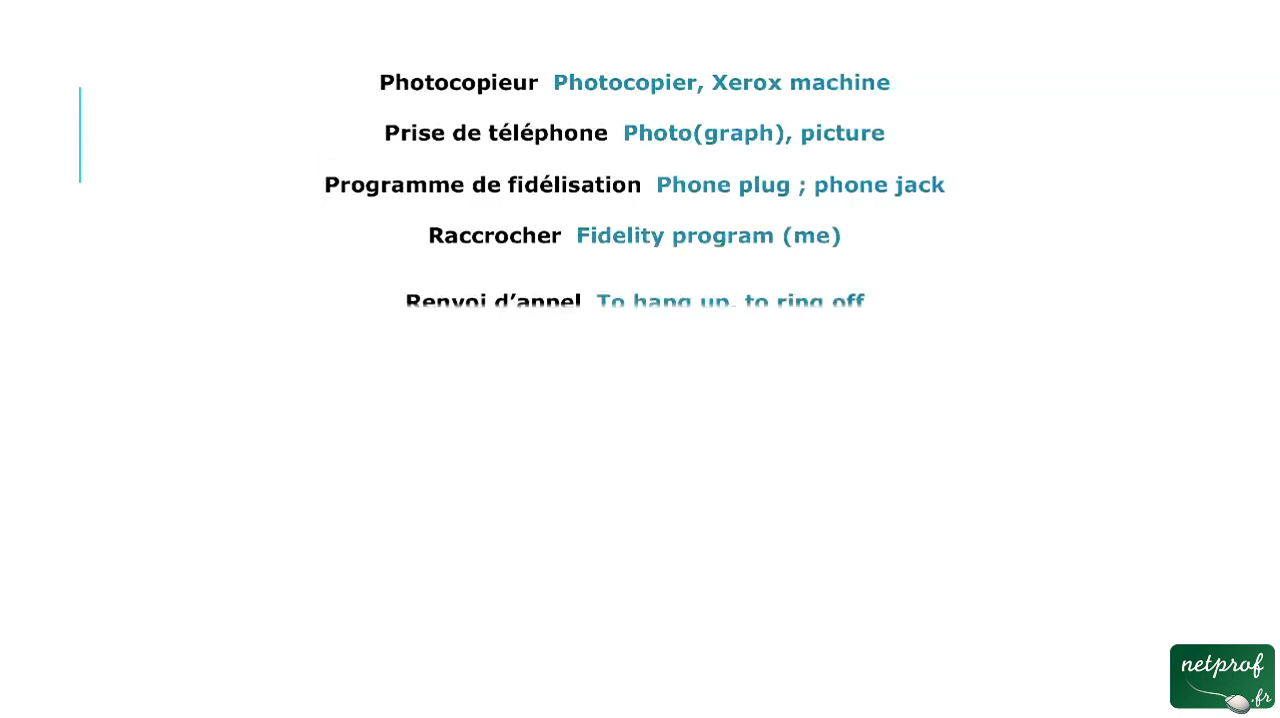 Photocopieur Photocopier, Xerox machine
Prise de téléphone Photo(graph), picture
Programme de fidélisation Phone plug ; phone jack
Raccrocher Fidelity program (me)
Renvoi d’appel To hang up, to ring off
netprof
.fr